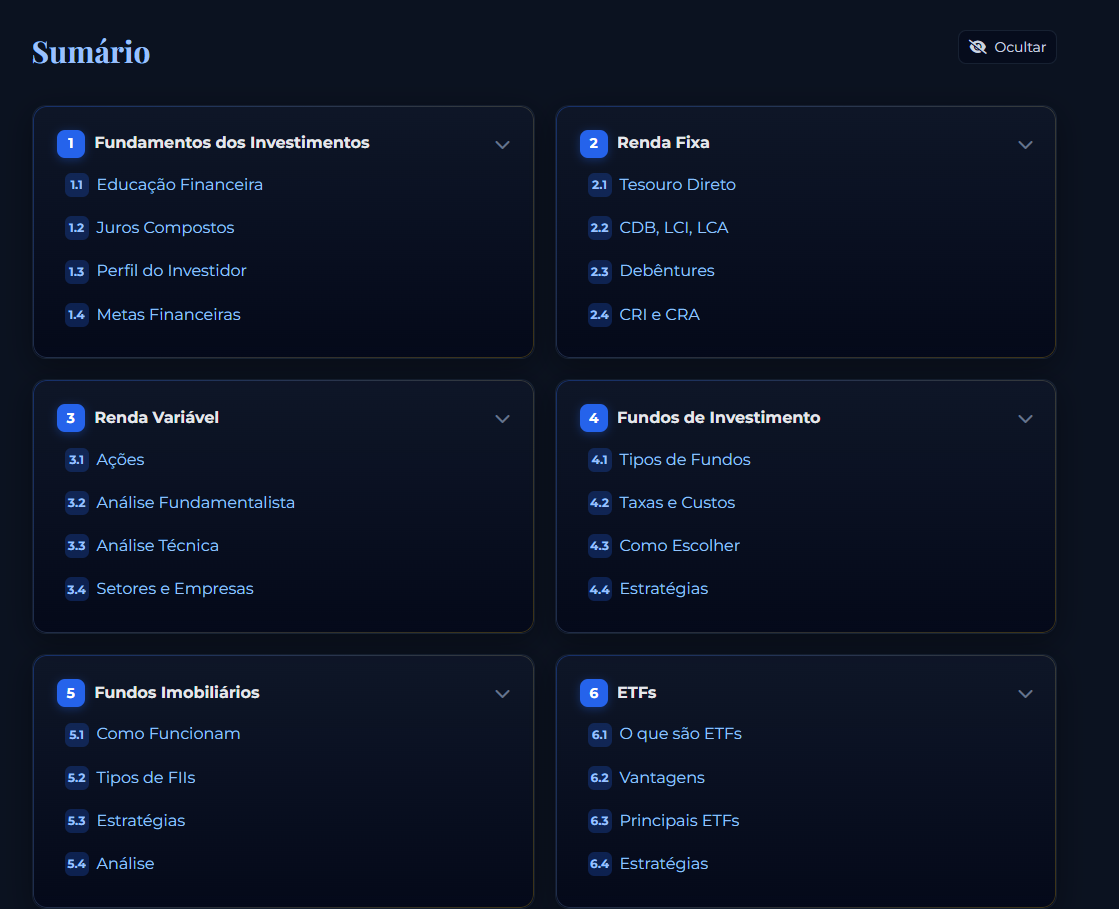 Sumário
Ocultar
1 Fundamentos dos Investimentos
1.1 Educação Financeira
1.2 Juros Compostos
1.3 Perfil do Investidor
1.4 Metas Financeiras
2 Renda Fixa
2.1 Tesouro Direto
2.2 CDB, LCI, LCA
2.3 Debêntures
2.4 CRI e CRA
3 Renda Variável
3.1 Ações
3.2 Análise Fundamentalista
3.3 Análise Técnica
3.4 Setores e Empresas
4 Fundos de Investimento
4.1 Tipos de Fundos
4.2 Taxas e Custos
4.3 Como Escolher
4.4 Estratégias
5 Fundos Imobiliários
5.1 Como Funcionam
5.2 Tipos de FIIs
5.3 Estratégias
5.4 Análise
6 ETFs
6.1 O que são ETFs
6.2 Vantagens
6.3 Principais ETFs
6.4 Estratégias